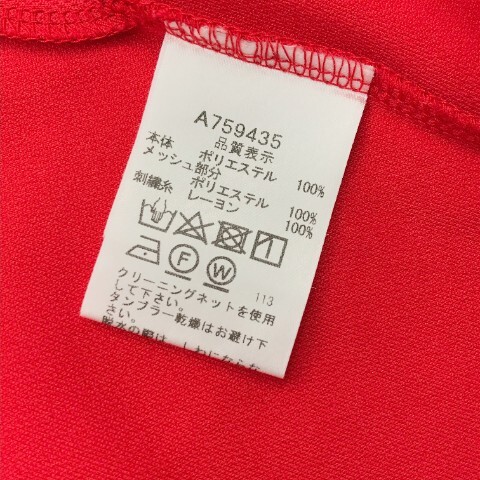 A759435
品質表示
本体 ポリエステル 100%
メッシュ部分
ポリエステル 100%
刺繍糸 レーヨン 100%
F W
113
クリーニングネットを使用
して下さい。
タンブラー乾燥はお避け下